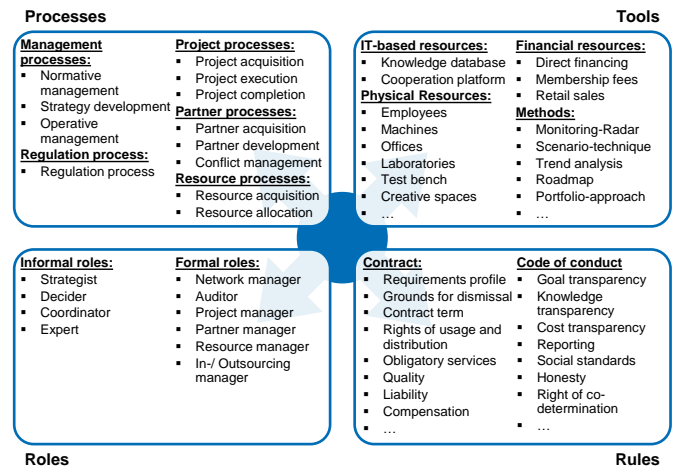 Processes
Tools
Management
processes:
▪ Normative
management
▪ Strategy development
▪ Operative
management
Regulation process:
▪ Regulation process
Project processes:
▪ Project acquisition
▪ Project execution
▪ Project completion
Partner processes:
▪ Partner acquisition
▪ Partner development
▪ Conflict management
Resource processes:
▪ Resource acquisition
▪ Resource allocation
IT-based resources:
▪ Knowledge database
▪ Cooperation platform
Physical Resources:
▪ Employees
▪ Machines
▪ Offices
▪ Laboratories
▪ Test bench
▪ Creative spaces
▪ …
Financial resources:
▪ Direct financing
▪ Membership fees
▪ Retail sales
Methods:
▪ Monitoring-Radar
▪ Scenario-technique
▪ Trend analysis
▪ Roadmap
▪ Portfolio-approach
▪ …
Informal roles:
▪ Strategist
▪ Decider
▪ Coordinator
▪ Expert
Formal roles:
▪ Network manager
▪ Auditor
▪ Project manager
▪ Partner manager
▪ Resource manager
▪ In-/ Outsourcing
manager
Contract:
▪ Requirements profile
▪ Grounds for dismissal
▪ Contract term
▪ Rights of usage and
distribution
▪ Obligatory services
▪ Quality
▪ Liability
▪ Compensation
▪ …
Code of conduct
▪ Goal transparency
▪ Knowledge
transparency
▪ Cost transparency
▪ Reporting
▪ Social standards
▪ Honesty
▪ Right of co-
determination
▪ …
Roles
Rules